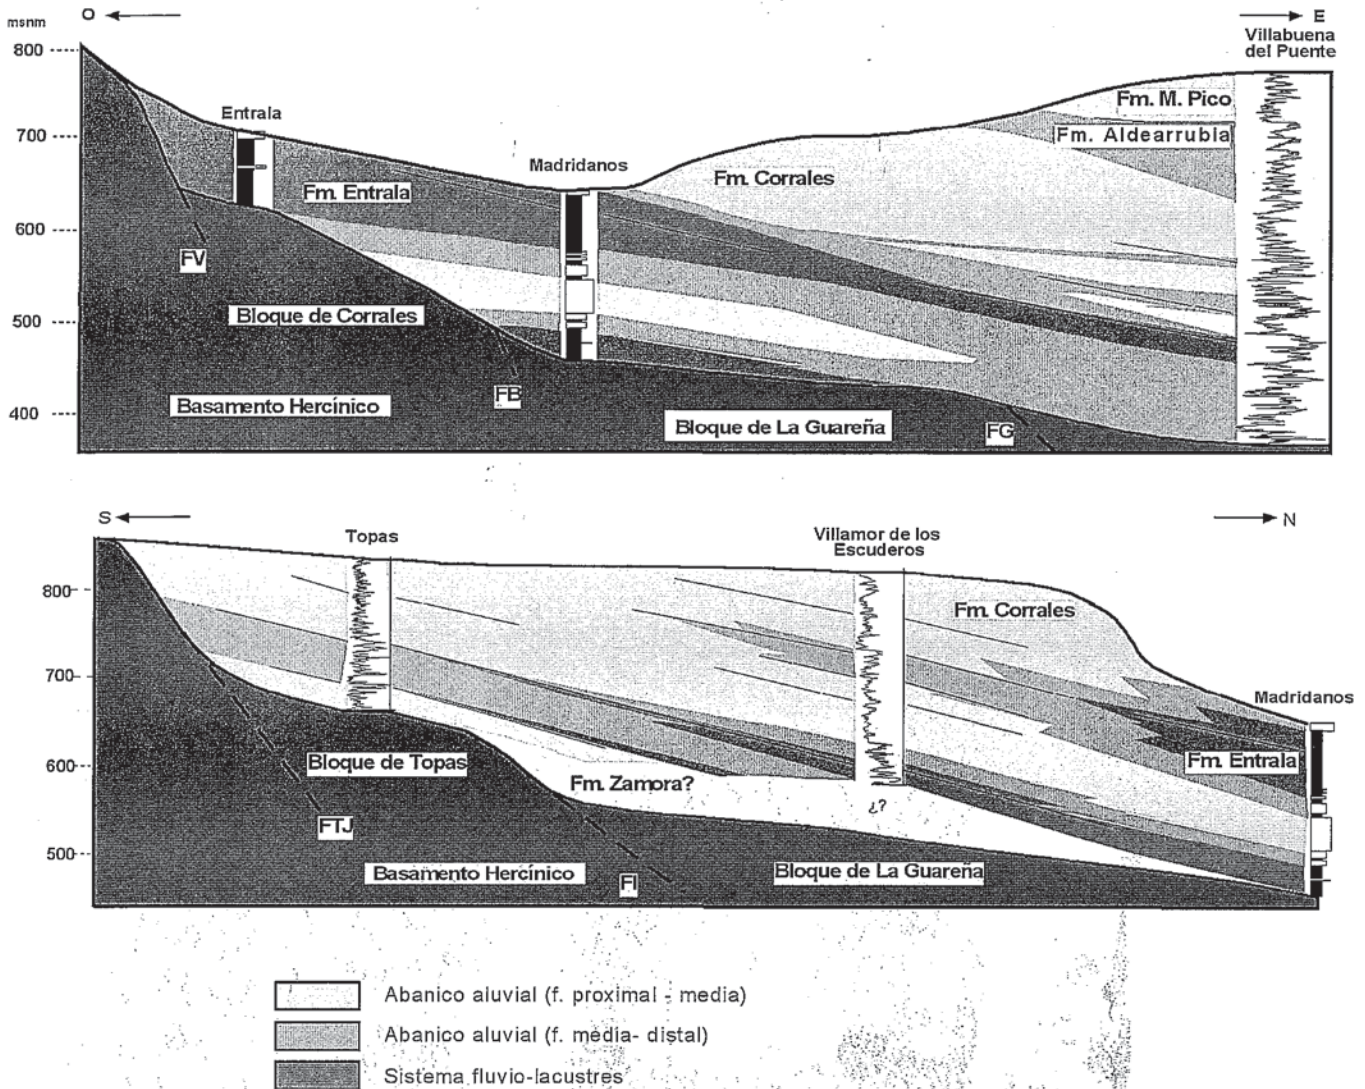 O
E
msnm
Villabuena
del Puente
800
Fm. M. Pico
Entrala
700
Fm. Aldearrubia
Madridanos
Fm. Corrales
Fm. Entrala
600
FV
Bloque de Corrales
500
FB
Basamento Hercínico
400
Bloque de La Guareña
FG
S
N
Topas
Villamor de los
Escuderos
800
Fm. Corrales
700
Madridanos
600
Bloque de Topas
Fm. Entrala
Fm. Zamora?
¿?
FTJ
500
Basamento Hercínico
FI
Bloque de La Guareña
Abanico aluvial (f. proximal - media)
Abanico aluvial (f. media- distal)
Sistema fluvio-lacustres